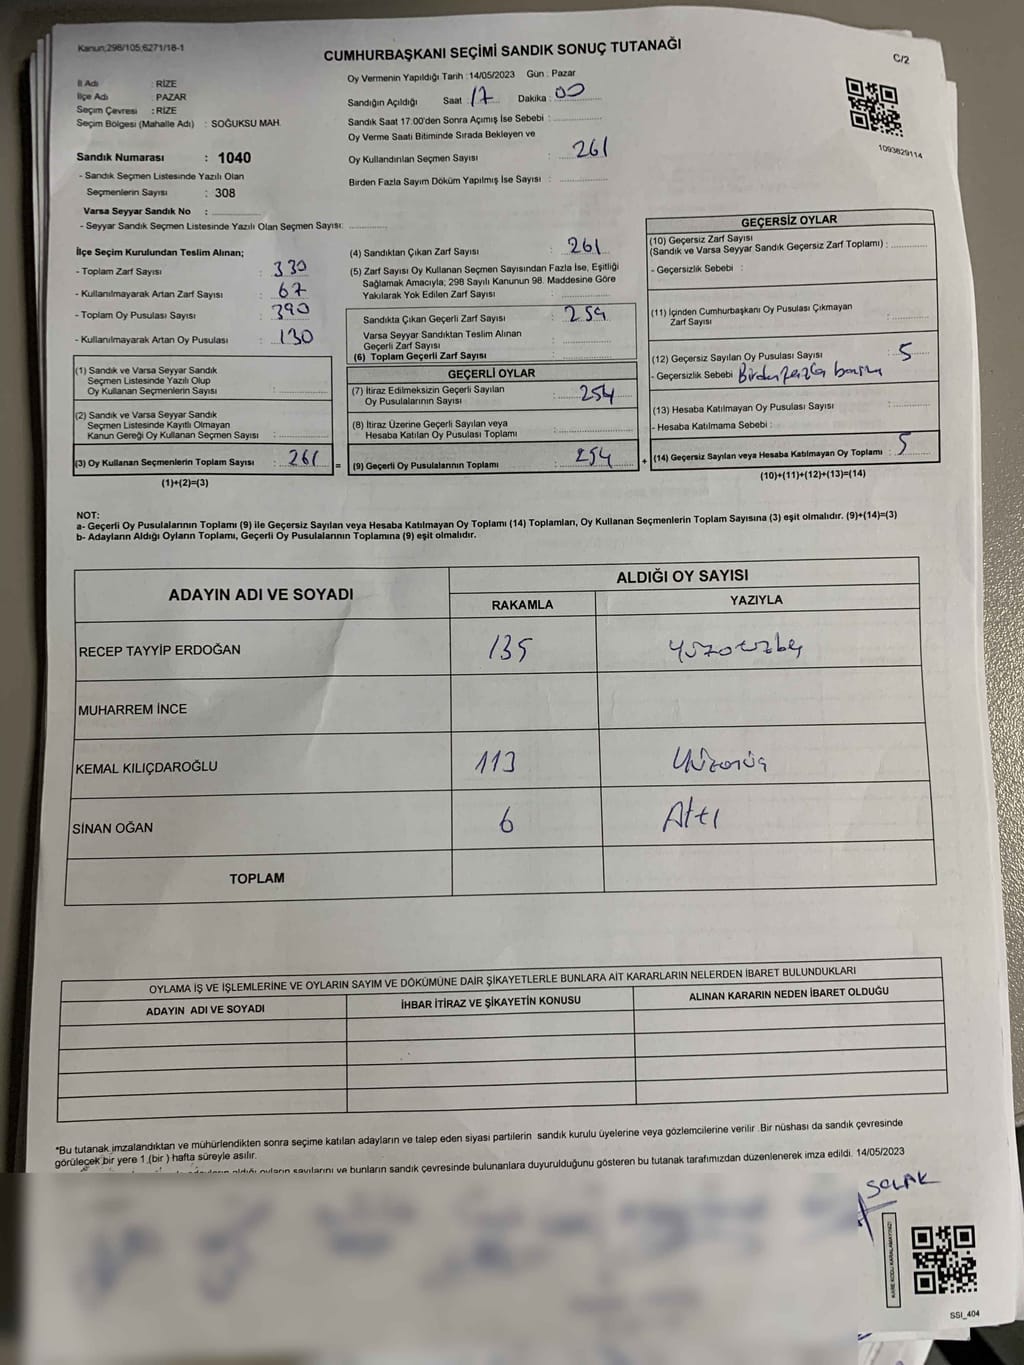 Kanun:298/105;6271/18-1
CUMHURBAŞKANI SEÇİMİ SANDIK SONUÇ TUTANAĞI
C/2
İl Adı : RİZE
İlçe Adı : PAZAR
Seçim Çevresi : RİZE
Seçim Bölgesi (Mahalle Adı) : SOĞUKSU MAH.
Sandık Numarası : 1040
- Sandık Seçmen Listesinde Yazılı Olan
Seçmenlerin Sayısı : 308
Varsa Seyyar Sandık No :
- Seyyar Sandık Seçmen Listesinde Yazılı Olan Seçmen Sayısı:
Oy Vermenin Yapıldığı Tarih : 14/05/2023 Gün : Pazar
Sandığın Açıldığı Saat : 17 Dakika : 00
Sandık Saat 17.00'den Sonra Açımış İse Sebebi :
Oy Verme Saati Bitiminde Sırada Bekleyen ve
Oy Kullandırılan Seçmen Sayısı : 261
Birden Fazla Sayım Döküm Yapılmış İse Sayısı :
1093829114
İlçe Seçim Kurulundan Teslim Alınan;
- Toplam Zarf Sayısı : 330
- Kullanılmayarak Artan Zarf Sayısı : 67
- Toplam Oy Pusulası Sayısı : 390
- Kullanılmayarak Artan Oy Pusulası : 130
(1) Sandık ve Varsa Seyyar Sandık
Seçmen Listesinde Yazılı Olup
Oy Kullanan Seçmenlerin Sayısı :
(2) Sandık ve Varsa Seyyar Sandık
Seçmen Listesinde Kayıtlı Olmayan
Kanun Gereği Oy Kullanan Seçmen Sayısı :
(3) Oy Kullanan Seçmenlerin Toplam Sayısı : 261
(1)+(2)=(3)
=
(4) Sandıktan Çıkan Zarf Sayısı : 261
(5) Zarf Sayısı Oy Kullanan Seçmen Sayısından Fazla İse, Eşitliği
Sağlamak Amacıyla; 298 Sayılı Kanunun 98. Maddesine Göre
Yakılarak Yok Edilen Zarf Sayısı :
Sandıkta Çıkan Geçerli Zarf Sayısı : 259
Varsa Seyyar Sandıktan Teslim Alınan
Geçerli Zarf Sayısı :
(6) Toplam Geçerli Zarf Sayısı :
GEÇERLİ OYLAR
(7) İtiraz Edilmeksizin Geçerli Sayılan
Oy Pusulalarının Sayısı : 254
(8) İtiraz Üzerine Geçerli Sayılan veya
Hesaba Katılan Oy Pusulası Toplamı :
(9) Geçerli Oy Pusulalarının Toplamı : 254
+
GEÇERSİZ OYLAR
(10) Geçersiz Zarf Sayısı
(Sandık ve Varsa Seyyar Sandık Geçersiz Zarf Toplamı) :
- Geçersizlik Sebebi :
(11) İçinden Cumhurbaşkanı Oy Pusulası Çıkmayan
Zarf Sayısı :
(12) Geçersiz Sayılan Oy Pusulası Sayısı : 5
- Geçersizlik Sebebi : Birden fazla basım
(13) Hesaba Katılmayan Oy Pusulası Sayısı :
- Hesaba Katılmama Sebebi :
(14) Geçersiz Sayılan veya Hesaba Katılmayan Oy Toplamı : 5
(10)+(11)+(12)+(13)=(14)
NOT:
a- Geçerli Oy Pusulalarının Toplamı (9) ile Geçersiz Sayılan veya Hesaba Katılmayan Oy Toplamı (14) Toplamları, Oy Kullanan Seçmenlerin Toplam Sayısına (3) eşit olmalıdır. (9)+(14)=(3)
b- Adayların Aldığı Oyların Toplamı, Geçerli Oy Pusulalarının Toplamına (9) eşit olmalıdır.
ADAYIN ADI VE SOYADI
ALDIĞI OY SAYISI
RAKAMLA YAZIYLA
RECEP TAYYİP ERDOĞAN 135 Yüzotuzbeş
MUHARREM İNCE
KEMAL KILIÇDAROĞLU 113 Yüzonüç
SİNAN OĞAN 6 Altı
TOPLAM
OYLAMA İŞ VE İŞLEMLERİNE VE OYLARIN SAYIM VE DÖKÜMÜNE DAİR ŞİKAYETLERLE BUNLARA AİT KARARLARIN NELERDEN İBARET BULUNDUKLARI
ADAYIN ADI VE SOYADI İHBAR İTİRAZ VE ŞİKAYETİN KONUSU ALINAN KARARIN NEDEN İBARET OLDUĞU
*Bu tutanak imzalandıktan ve mühürlendikten sonra seçime katılan adayların ve talep eden siyasi partilerin sandık kurulu üyelerine veya gözlemcilerine verilir .Bir nüshası da sandık çevresinde
görülecek bir yere 1 (bir ) hafta süreyle asılır.
aldığı oyların sayılarını ve bunların sandık çevresinde bulunanlara duyurulduğunu gösteren bu tutanak tarafımızdan düzenlenerek imza edildi. 14/05/2023
SOLAK
KARE KODU KARALAMAYINIZ!
SSI_404